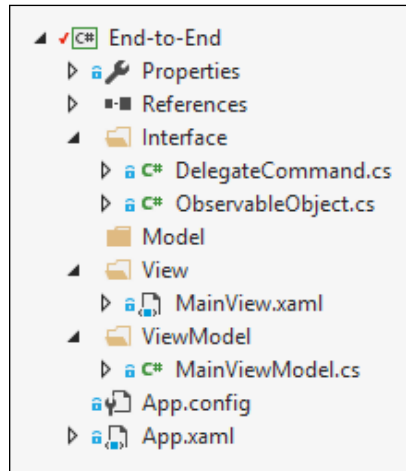 C# End-to-End
Properties
References
Interface
C# DelegateCommand.cs
C# ObservableObject.cs
Model
View
MainView.xaml
ViewModel
C# MainViewModel.cs
App.config
App.xaml